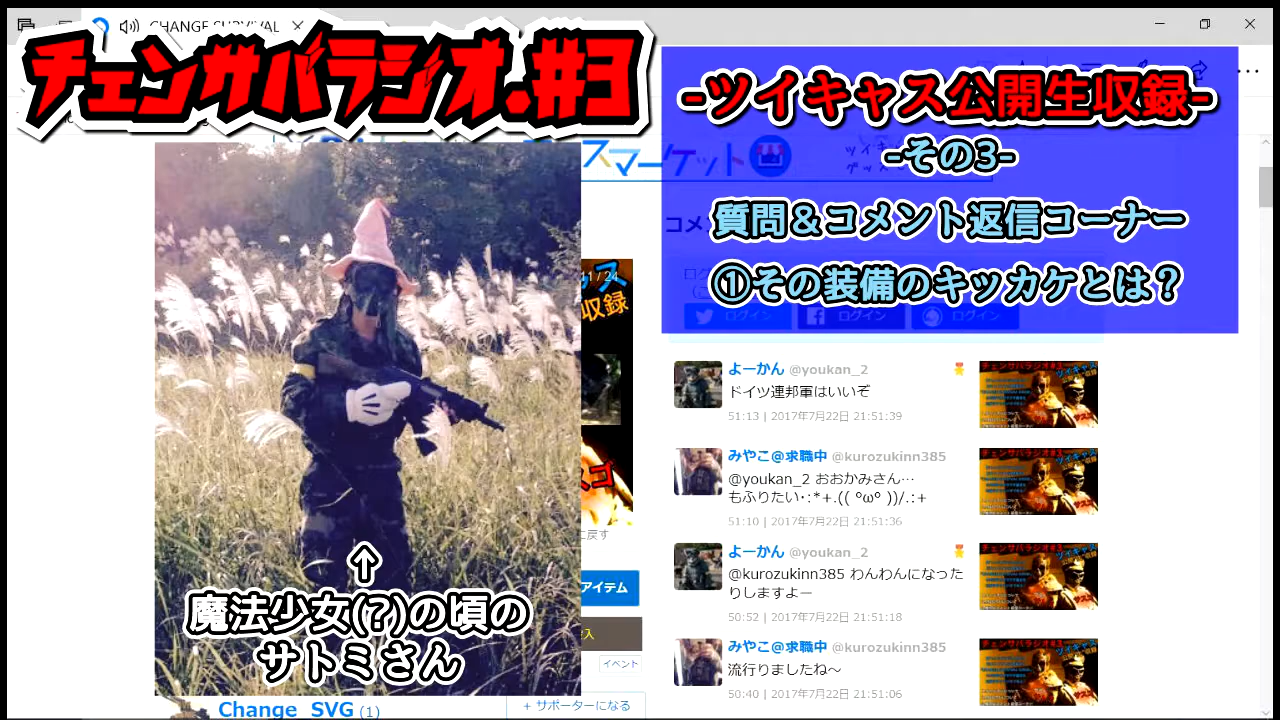 CHANGE SURVIVAL
チェンサバラジオ.#3
-ツイキャス公開生収録-
-その3-
質問＆コメント返信コーナー
①その装備のキッカケとは？
スマーケット
ログイン
ログイン
ログイン
11 / 24
収録
よーかん @youkan_2
ドイツ連邦軍はいいぞ
51:13 | 2017年7月22日 21:51:39
みやこ@求職中 @kurozukinn385
@youkan_2 おおかみさん…
もふりたい･:*+.(( °ω° ))/.:+
51:10 | 2017年7月22日 21:51:36
に戻す
よーかん @youkan_2
@kurozukinn385 わんわんになった
りしますよー
50:52 | 2017年7月22日 21:51:18
アイテム
みやこ@求職中 @kurozukinn385
流行りましたね〜
50:40 | 2017年7月22日 21:51:06
イベント
↑
魔法少女(?)の頃の
サトミさん
Change SVG (1)
+ サポーターになる